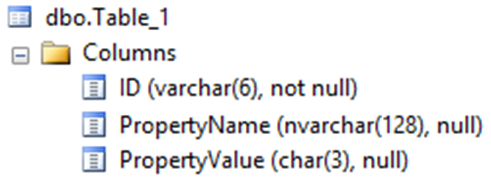 dbo.Table_1
Columns
ID (varchar(6), not null)
PropertyName (nvarchar(128), null)
PropertyValue (char(3), null)